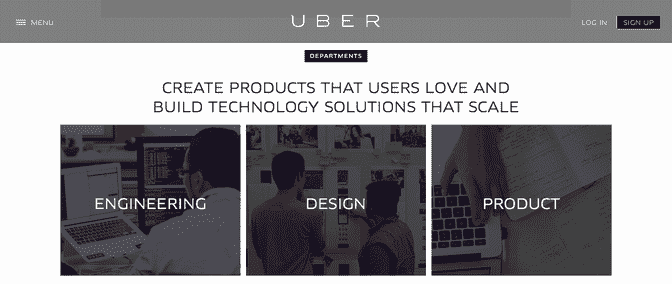 MENU
UBER
LOG IN
SIGN UP
DEPARTMENTS
CREATE PRODUCTS THAT USERS LOVE AND
BUILD TECHNOLOGY SOLUTIONS THAT SCALE
ENGINEERING
DESIGN
PRODUCT